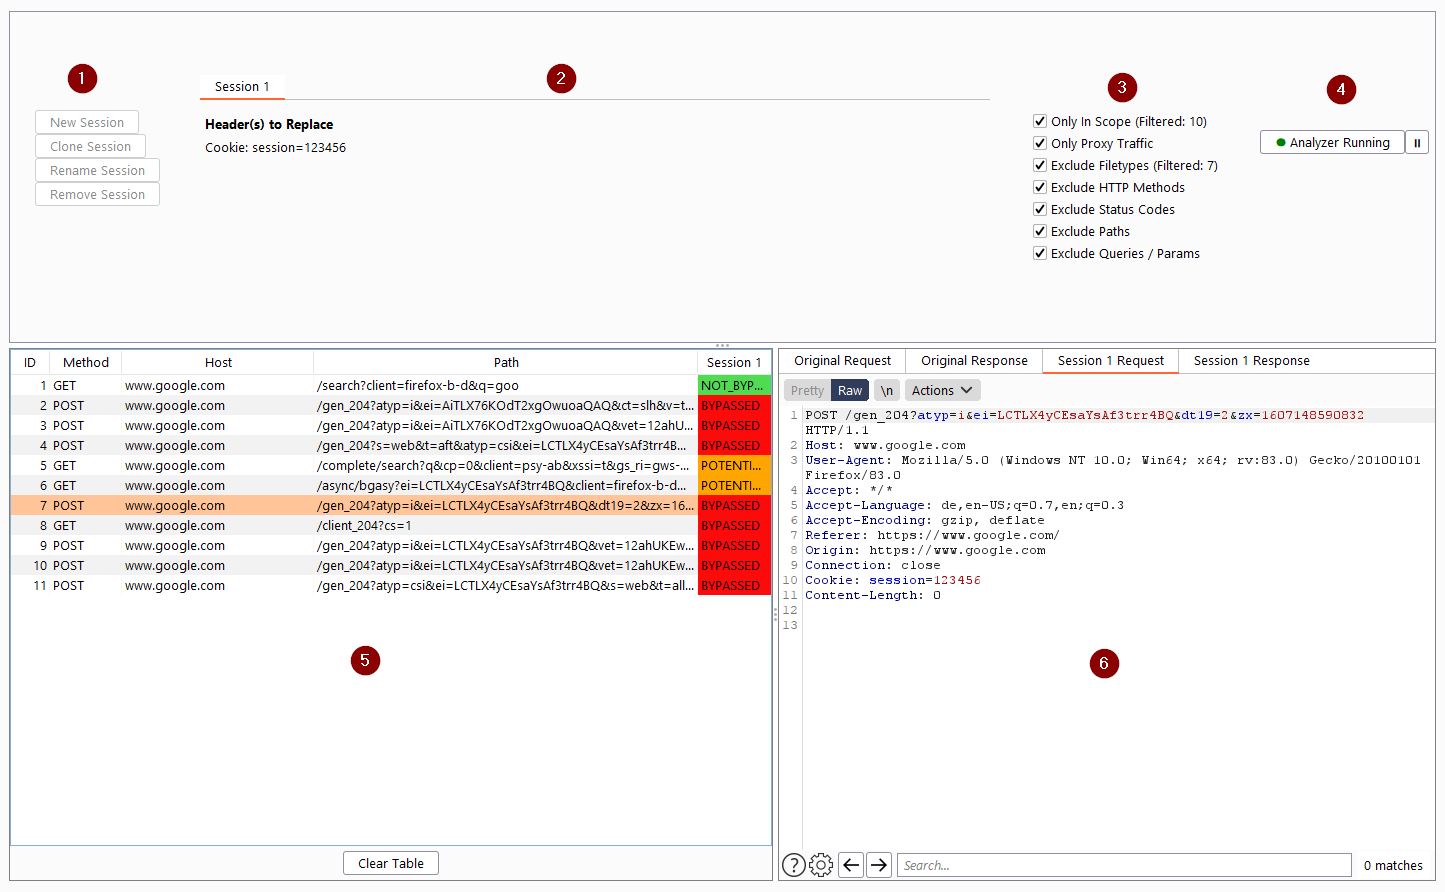 1
2
3
4
Session 1
New Session
Clone Session
Rename Session
Remove Session
Header(s) to Replace
Cookie: session=123456
Only In Scope (Filtered: 10)
Only Proxy Traffic
Exclude Filetypes (Filtered: 7)
Exclude HTTP Methods
Exclude Status Codes
Exclude Paths
Exclude Queries / Params
Analyzer Running
ID Method Host Path Session 1
1 GET www.google.com /search?client=firefox-b-d&q=goo NOT_BYP...
2 POST www.google.com /gen_204?atyp=i&ei=AiTLX76KOdT2xgOwuoaQAQ&ct=slh&v=t... BYPASSED
3 POST www.google.com /gen_204?atyp=i&ei=AiTLX76KOdT2xgOwuoaQAQ&vet=12ahU... BYPASSED
4 POST www.google.com /gen_204?s=web&t=aft&atyp=csi&ei=LCTLX4yCEsaYsAf3trr4B... BYPASSED
5 GET www.google.com /complete/search?q&cp=0&client=psy-ab&xssi=t&gs_ri=gws-... POTENTI...
6 GET www.google.com /async/bgasy?ei=LCTLX4yCEsaYsAf3trr4BQ&client=firefox-b-d... POTENTI...
7 POST www.google.com /gen_204?atyp=i&ei=LCTLX4yCEsaYsAf3trr4BQ&dt19=2&zx=16... BYPASSED
8 GET www.google.com /client_204?cs=1 BYPASSED
9 POST www.google.com /gen_204?atyp=i&ei=LCTLX4yCEsaYsAf3trr4BQ&vet=12ahUKEw... BYPASSED
10 POST www.google.com /gen_204?atyp=i&ei=LCTLX4yCEsaYsAf3trr4BQ&vet=12ahUKEw... BYPASSED
11 POST www.google.com /gen_204?atyp=csi&ei=LCTLX4yCEsaYsAf3trr4BQ&s=web&t=all... BYPASSED
5
Clear Table
Original Request Original Response Session 1 Request Session 1 Response
Pretty Raw \n Actions
1 POST /gen_204?atyp=i&ei=LCTLX4yCEsaYsAf3trr4BQ&dt19=2&zx=1607148590832
HTTP/1.1
2 Host: www.google.com
3 User-Agent: Mozilla/5.0 (Windows NT 10.0; Win64; x64; rv:83.0) Gecko/20100101
Firefox/83.0
4 Accept: */*
5 Accept-Language: de,en-US;q=0.7,en;q=0.3
6 Accept-Encoding: gzip, deflate
7 Referer: https://www.google.com/
8 Origin: https://www.google.com
9 Connection: close
10 Cookie: session=123456
11 Content-Length: 0
12
13
6
? Search... 0 matches